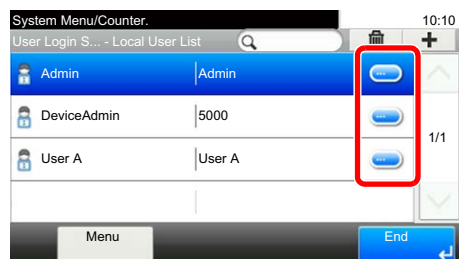 System Menu/Counter. 10:10
User Login S... - Local User List
Admin Admin
DeviceAdmin 5000
1/1
User A User A
Menu End